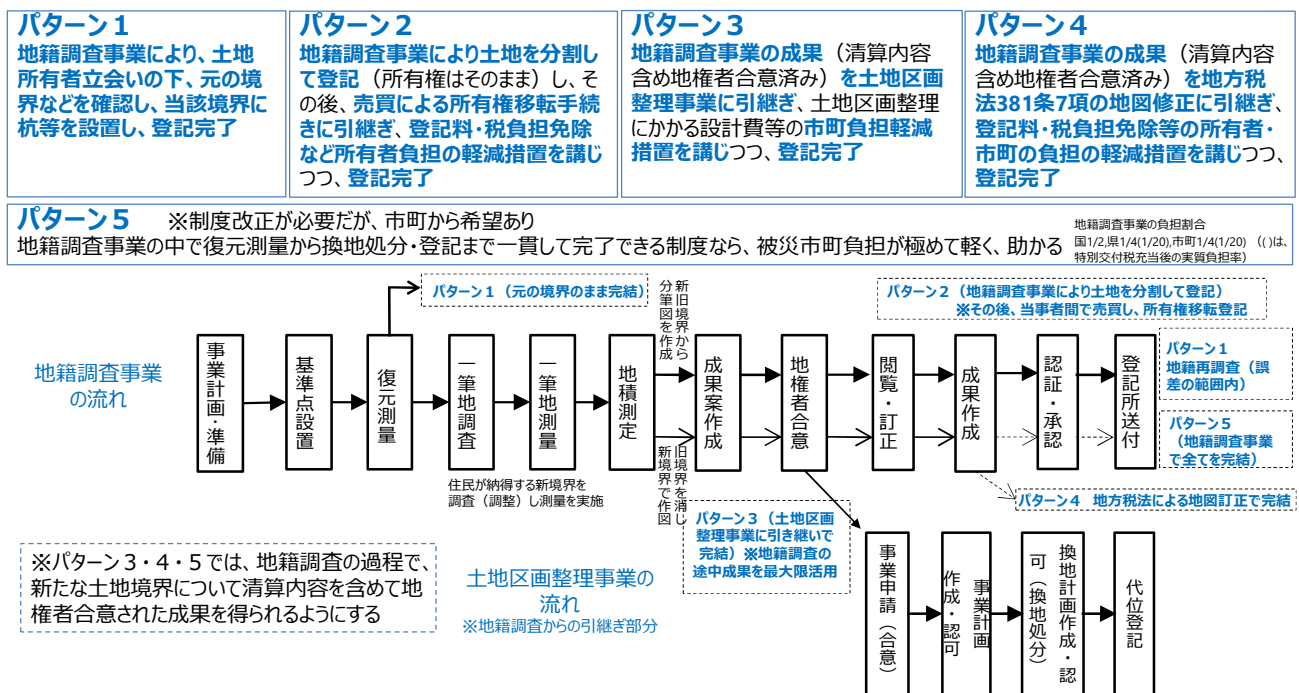 パターン１
地籍調査事業により、土地
所有者立会いの下、元の境
界などを確認し、当該境界に
杭等を設置し、登記完了
パターン２
地籍調査事業により土地を分割し
て登記（所有権はそのまま）し、そ
の後、売買による所有権移転手続
きに引継ぎ、登記料・税負担免除
など所有者負担の軽減措置を講じ
つつ、登記完了
パターン３
地籍調査事業の成果（清算内容
含め地権者合意済み）を土地区画
整理事業に引継ぎ、土地区画整理
にかかる設計費等の市町負担軽減
措置を講じつつ、登記完了
パターン４
地籍調査事業の成果（清算内容
含め地権者合意済み）を地方税
法381条7項の地図修正に引継ぎ、
登記料・税負担免除等の所有者・
市町の負担の軽減措置を講じつつ、
登記完了
パターン５　※制度改正が必要だが、市町から希望あり
地籍調査事業の中で復元測量から換地処分・登記まで一貫して完了できる制度なら、被災市町負担が極めて軽く、助かる
地籍調査事業の負担割合
国1/2,県1/4(1/20),市町1/4(1/20)　（( )は、
特別交付税充当後の実質負担率）
パターン１（元の境界のまま完結）
新旧境界から
分筆図を作成
パターン２（地籍調査事業により土地を分割して登記）
※その後、当事者間で売買し、所有権移転登記
地籍調査事業
の流れ
事業計画・準備
基準点設置
復元測量
一筆地調査
一筆地測量
地積測定
成果案作成
地権者合意
閲覧・訂正
成果作成
認証・承認
登記所送付
パターン１
地籍再調査（誤
差の範囲内）
パターン５
（地籍調査事業
で全てを完結）
住民が納得する新境界を
調査（調整）し測量を実施
旧境界を消し
新境界で作図
パターン４　地方税法による地図訂正で完結
パターン３（土地区画
整理事業に引き継いで
完結）※地籍調査の
途中成果を最大限活用
※パターン３・４・５では、地籍調査の過程で、
新たな土地境界について清算内容を含めて地
権者合意された成果を得られるようにする
土地区画整理事業の
流れ
※地籍調査からの引継ぎ部分
事業申請（合意）
事業計画
作成・認可
換地計画作成・認
可（換地処分）
代位登記